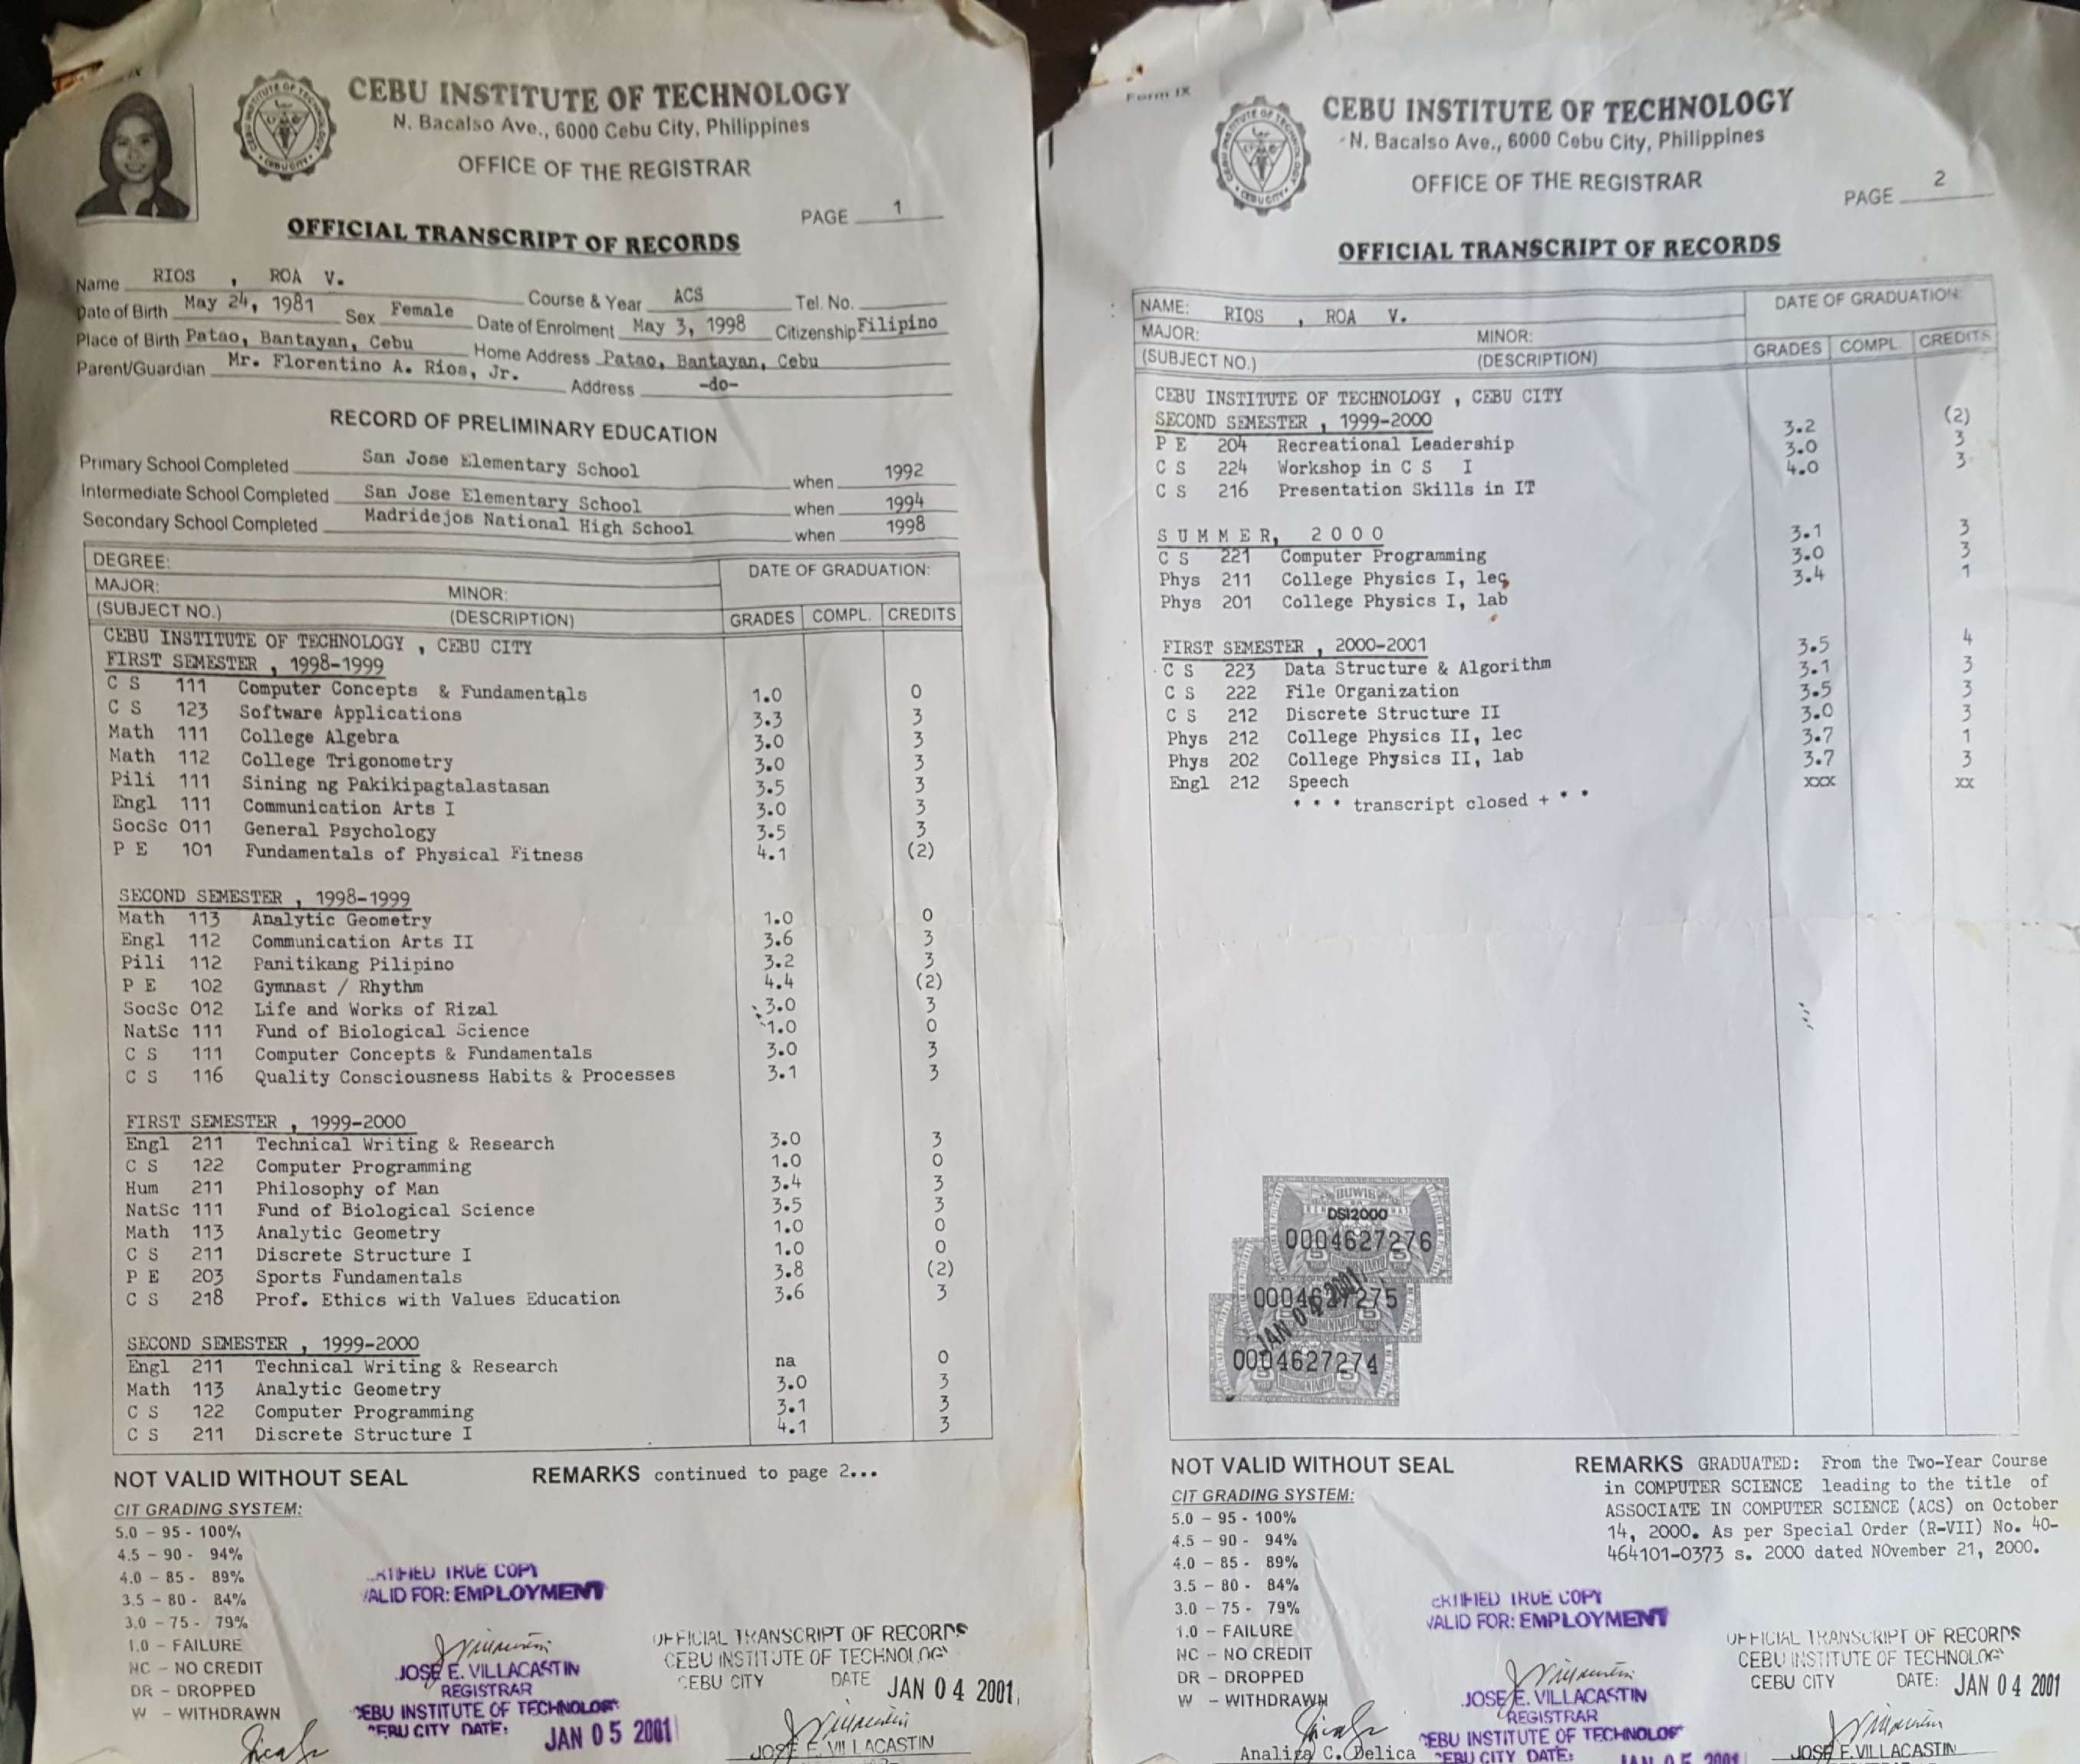 CEBU INSTITUTE OF TECHNOLOGY
N. Bacalso Ave., 6000 Cebu City, Philippines
OFFICE OF THE REGISTRAR
PAGE 1
OFFICIAL TRANSCRIPT OF RECORDS
Name RIOS , ROA V. Course & Year ACS Tel. No.
Date of Birth May 24, 1981 Sex Female Date of Enrolment May 3, 1998 Citizenship Filipino
Place of Birth Patao, Bantayan, Cebu Home Address Patao, Bantayan, Cebu
Parent/Guardian Mr. Florentino A. Rios, Jr. Address -do-
RECORD OF PRELIMINARY EDUCATION
Primary School Completed San Jose Elementary School when 1992
Intermediate School Completed San Jose Elementary School when 1994
Secondary School Completed Madridejos National High School when 1998
DEGREE: DATE OF GRADUATION:
MAJOR: MINOR:
(SUBJECT NO.) (DESCRIPTION) GRADES COMPL. CREDITS
CEBU INSTITUTE OF TECHNOLOGY , CEBU CITY
FIRST SEMESTER , 1998-1999
C S 111 Computer Concepts & Fundamentals 1.0 0
C S 123 Software Applications 3.3 3
Math 111 College Algebra 3.0 3
Math 112 College Trigonometry 3.0 3
Pili 111 Sining ng Pakikipagtalastasan 3.5 3
Engl 111 Communication Arts I 3.0 3
SocSc 011 General Psychology 3.5 3
P E 101 Fundamentals of Physical Fitness 4.1 (2)
SECOND SEMESTER , 1998-1999
Math 113 Analytic Geometry 1.0 0
Engl 112 Communication Arts II 3.6 3
Pili 112 Panitikang Pilipino 3.2 3
P E 102 Gymnast / Rhythm 4.4 (2)
SocSc 012 Life and Works of Rizal 3.0 3
NatSc 111 Fund of Biological Science 1.0 0
C S 111 Computer Concepts & Fundamentals 3.0 3
C S 116 Quality Consciousness Habits & Processes 3.1 3
FIRST SEMESTER , 1999-2000
Engl 211 Technical Writing & Research 3.0 3
C S 122 Computer Programming 1.0 0
Hum 211 Philosophy of Man 3.4 3
NatSc 111 Fund of Biological Science 3.5 3
Math 113 Analytic Geometry 1.0 0
C S 211 Discrete Structure I 1.0 0
P E 203 Sports Fundamentals 3.8 (2)
C S 218 Prof. Ethics with Values Education 3.6 3
SECOND SEMESTER , 1999-2000
Engl 211 Technical Writing & Research na 0
Math 113 Analytic Geometry 3.0 3
C S 122 Computer Programming 3.1 3
C S 211 Discrete Structure I 4.1 3
NOT VALID WITHOUT SEAL REMARKS continued to page 2...
CIT GRADING SYSTEM:
5.0 - 95 - 100%
4.5 - 90 - 94%
4.0 - 85 - 89%
3.5 - 80 - 84%
3.0 - 75 - 79%
1.0 - FAILURE
NC - NO CREDIT
DR - DROPPED
W - WITHDRAWN
TRUE COPY
VALID FOR: EMPLOYMENT
JOSE E. VILLACASTIN
REGISTRAR
CEBU INSTITUTE OF TECHNOLOGY
CEBU CITY DATE: JAN 05 2001
OFFICIAL TRANSCRIPT OF RECORDS
CEBU INSTITUTE OF TECHNOLOGY
CEBU CITY DATE JAN 04 2001
JOSE E. VILLACASTIN
Form IX
CEBU INSTITUTE OF TECHNOLOGY
N. Bacalso Ave., 6000 Cebu City, Philippines
OFFICE OF THE REGISTRAR
PAGE 2
OFFICIAL TRANSCRIPT OF RECORDS
NAME: RIOS , ROA V. DATE OF GRADUATION:
MAJOR: MINOR:
(SUBJECT NO.) (DESCRIPTION) GRADES COMPL. CREDITS
CEBU INSTITUTE OF TECHNOLOGY , CEBU CITY
SECOND SEMESTER , 1999-2000
P E 204 Recreational Leadership 3.2 (2)
C S 224 Workshop in C S I 3.0 3
C S 216 Presentation Skills in IT 4.0 3
SUMMER, 2000
C S 221 Computer Programming 3.1 3
Phys 211 College Physics I, lec 3.0 3
Phys 201 College Physics I, lab 3.4 1
FIRST SEMESTER , 2000-2001
C S 223 Data Structure & Algorithm 3.5 4
C S 222 File Organization 3.1 3
C S 212 Discrete Structure II 3.5 3
Phys 212 College Physics II, lec 3.0 3
Phys 202 College Physics II, lab 3.7 1
Engl 212 Speech 3.7 3
* * * transcript closed + * * xxx xx
BUWIS
DSI2000
0004627276
0004627275
0004627274
NOT VALID WITHOUT SEAL
CIT GRADING SYSTEM:
5.0 - 95 - 100%
4.5 - 90 - 94%
4.0 - 85 - 89%
3.5 - 80 - 84%
3.0 - 75 - 79%
1.0 - FAILURE
NC - NO CREDIT
DR - DROPPED
W - WITHDRAWN
Analiza C. Delica
REMARKS GRADUATED: From the Two-Year Course
in COMPUTER SCIENCE leading to the title of
ASSOCIATE IN COMPUTER SCIENCE (ACS) on October
14, 2000. As per Special Order (R-VII) No. 40-
464101-0373 s. 2000 dated NOvember 21, 2000.
TRUE COPY
VALID FOR: EMPLOYMENT
JOSE E. VILLACASTIN
REGISTRAR
CEBU INSTITUTE OF TECHNOLOGY
CEBU CITY DATE: JAN 05 2001
OFFICIAL TRANSCRIPT OF RECORDS
CEBU INSTITUTE OF TECHNOLOGY
CEBU CITY DATE: JAN 04 2001
JOSE E. VILLACASTIN